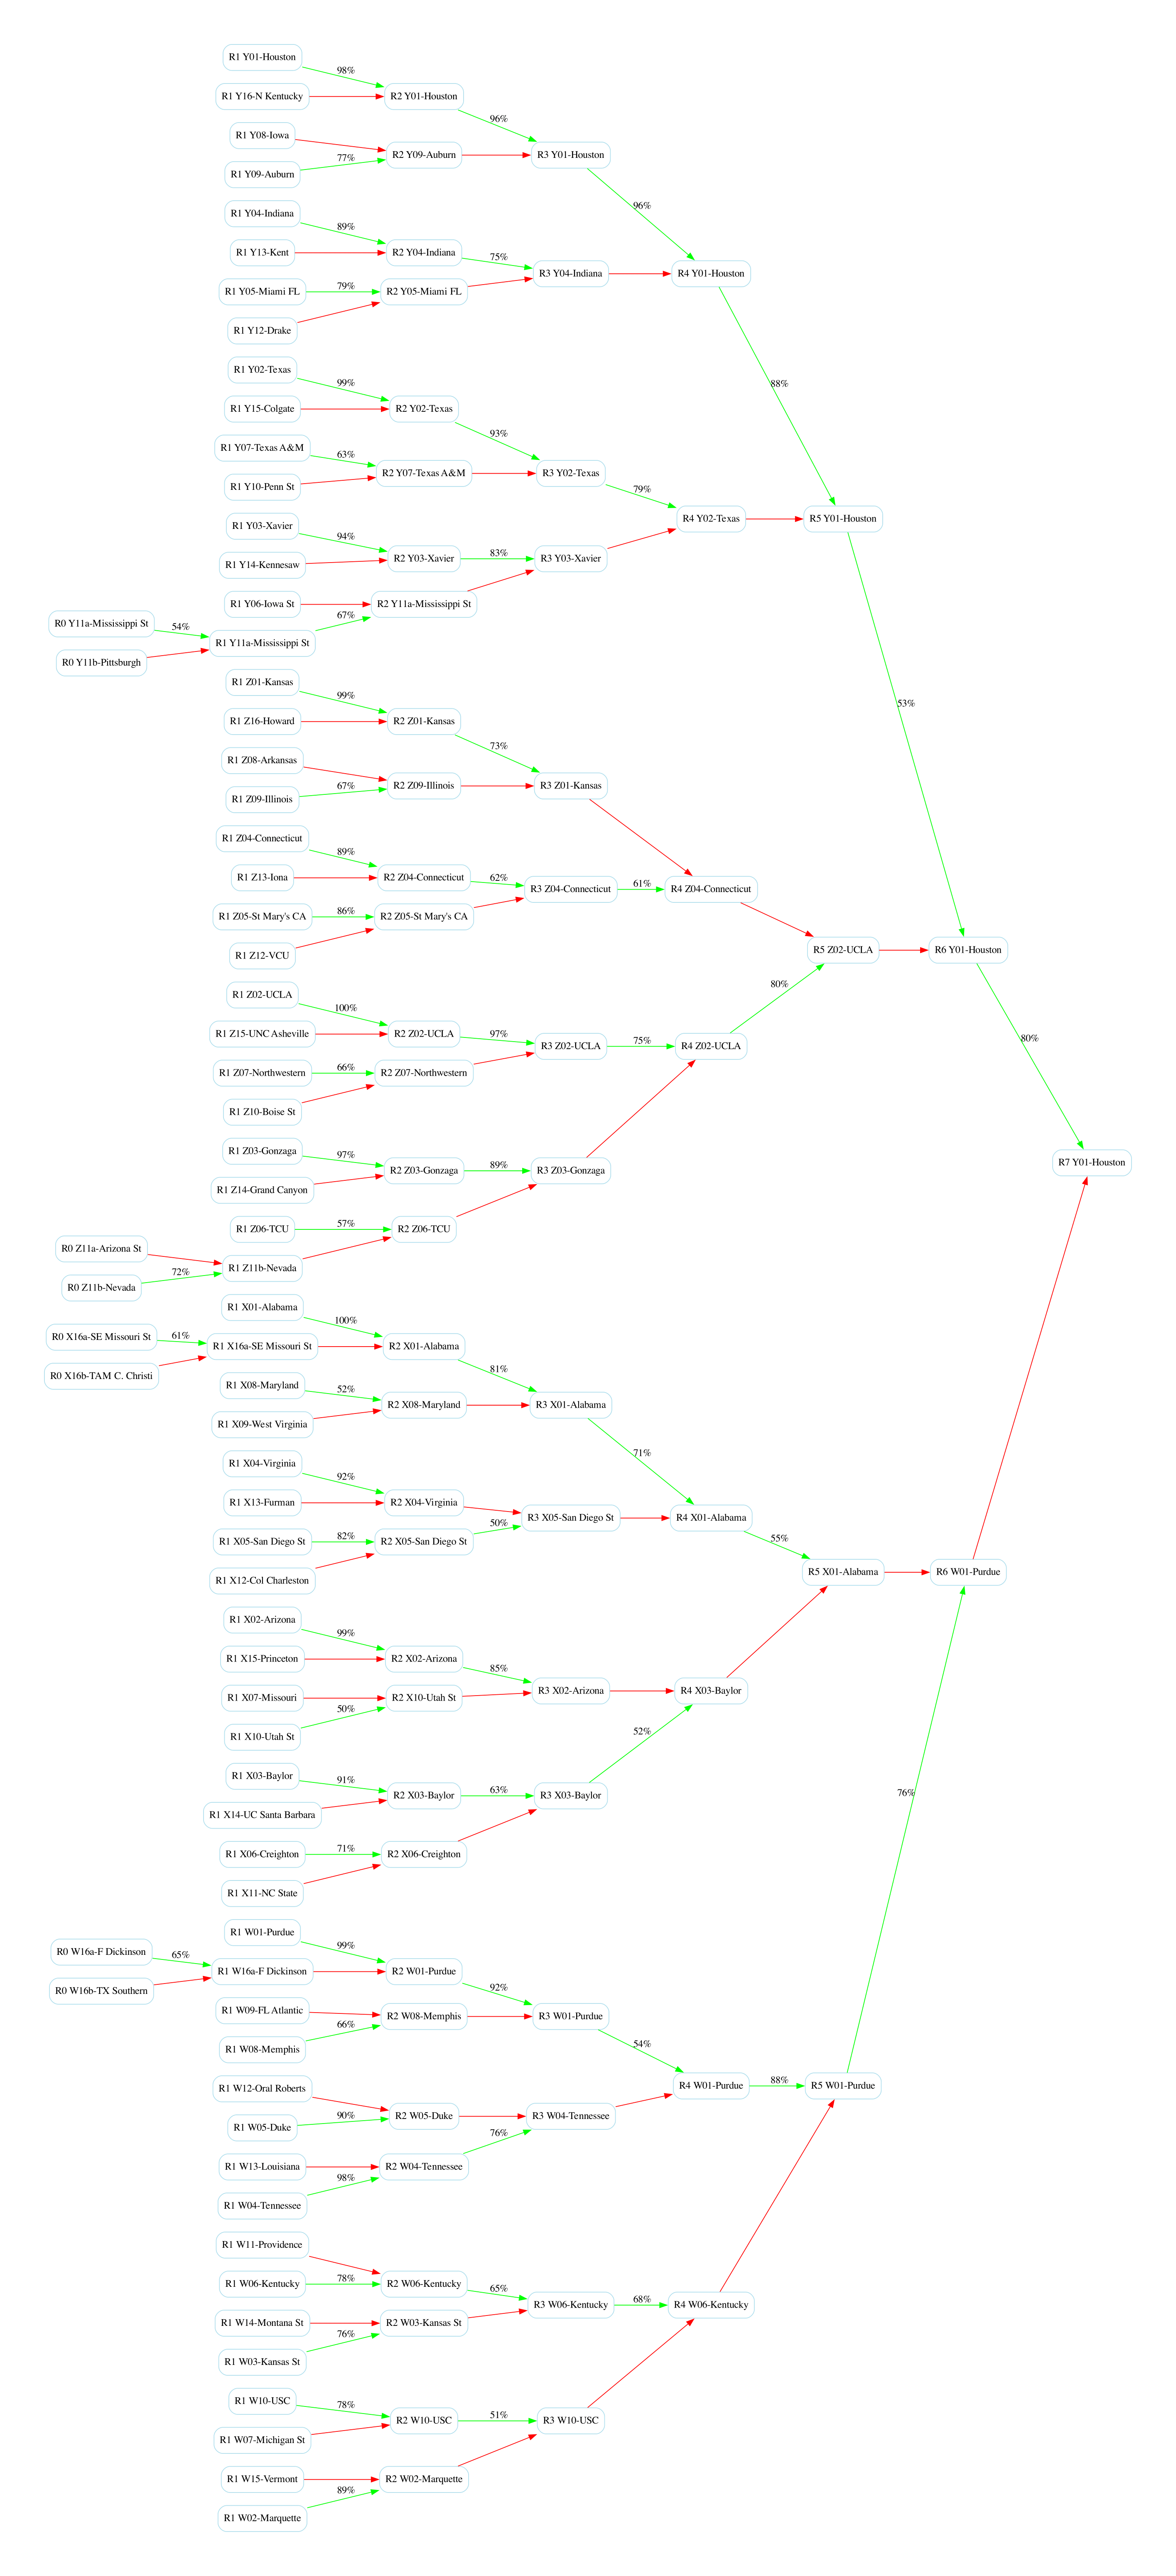 R1 Y01-Houston
98%
R1 Y16-N Kentucky
R2 Y01-Houston
96%
R1 Y08-Iowa
77%
R2 Y09-Auburn
R3 Y01-Houston
R1 Y09-Auburn
96%
R1 Y04-Indiana
89%
R1 Y13-Kent
R2 Y04-Indiana
75%
R3 Y04-Indiana
R4 Y01-Houston
R1 Y05-Miami FL
79%
R2 Y05-Miami FL
R1 Y12-Drake
R1 Y02-Texas
99%
88%
R1 Y15-Colgate
R2 Y02-Texas
93%
R1 Y07-Texas A&M
63%
R2 Y07-Texas A&M
R3 Y02-Texas
R1 Y10-Penn St
79%
R4 Y02-Texas
R5 Y01-Houston
R1 Y03-Xavier
94%
R1 Y14-Kennesaw
R2 Y03-Xavier
83%
R3 Y03-Xavier
R1 Y06-Iowa St
67%
R2 Y11a-Mississippi St
R0 Y11a-Mississippi St
54%
R1 Y11a-Mississippi St
R0 Y11b-Pittsburgh
R1 Z01-Kansas
99%
53%
R1 Z16-Howard
R2 Z01-Kansas
73%
R1 Z08-Arkansas
67%
R2 Z09-Illinois
R3 Z01-Kansas
R1 Z09-Illinois
R1 Z04-Connecticut
89%
R1 Z13-Iona
R2 Z04-Connecticut
62%
R3 Z04-Connecticut
61%
R4 Z04-Connecticut
R1 Z05-St Mary's CA
86%
R2 Z05-St Mary's CA
R1 Z12-VCU
R5 Z02-UCLA
R6 Y01-Houston
R1 Z02-UCLA
100%
80%
R1 Z15-UNC Asheville
R2 Z02-UCLA
97%
R3 Z02-UCLA
75%
R4 Z02-UCLA
80%
R1 Z07-Northwestern
66%
R2 Z07-Northwestern
R1 Z10-Boise St
R1 Z03-Gonzaga
97%
R2 Z03-Gonzaga
89%
R3 Z03-Gonzaga
R7 Y01-Houston
R1 Z14-Grand Canyon
R1 Z06-TCU
57%
R2 Z06-TCU
R0 Z11a-Arizona St
R1 Z11b-Nevada
R0 Z11b-Nevada
72%
R1 X01-Alabama
100%
R0 X16a-SE Missouri St
61%
R1 X16a-SE Missouri St
R2 X01-Alabama
R0 X16b-TAM C. Christi
81%
R1 X08-Maryland
52%
R2 X08-Maryland
R3 X01-Alabama
R1 X09-West Virginia
71%
R1 X04-Virginia
92%
R1 X13-Furman
R2 X04-Virginia
50%
R3 X05-San Diego St
R4 X01-Alabama
R1 X05-San Diego St
82%
R2 X05-San Diego St
55%
R1 X12-Col Charleston
R5 X01-Alabama
R6 W01-Purdue
R1 X02-Arizona
99%
R1 X15-Princeton
R2 X02-Arizona
85%
R1 X07-Missouri
50%
R2 X10-Utah St
R3 X02-Arizona
R4 X03-Baylor
R1 X10-Utah St
52%
R1 X03-Baylor
91%
R2 X03-Baylor
63%
R3 X03-Baylor
76%
R1 X14-UC Santa Barbara
R1 X06-Creighton
71%
R2 X06-Creighton
R1 X11-NC State
R1 W01-Purdue
99%
R0 W16a-F Dickinson
65%
R1 W16a-F Dickinson
R2 W01-Purdue
R0 W16b-TX Southern
92%
R1 W09-FL Atlantic
66%
R2 W08-Memphis
R3 W01-Purdue
R1 W08-Memphis
54%
R1 W12-Oral Roberts
90%
R4 W01-Purdue
88%
R5 W01-Purdue
R1 W05-Duke
R2 W05-Duke
R3 W04-Tennessee
76%
R1 W13-Louisiana
98%
R2 W04-Tennessee
R1 W04-Tennessee
R1 W11-Providence
R1 W06-Kentucky
78%
R2 W06-Kentucky
65%
R3 W06-Kentucky
68%
R4 W06-Kentucky
R1 W14-Montana St
76%
R2 W03-Kansas St
R1 W03-Kansas St
R1 W10-USC
78%
R2 W10-USC
51%
R3 W10-USC
R1 W07-Michigan St
R1 W15-Vermont
89%
R2 W02-Marquette
R1 W02-Marquette